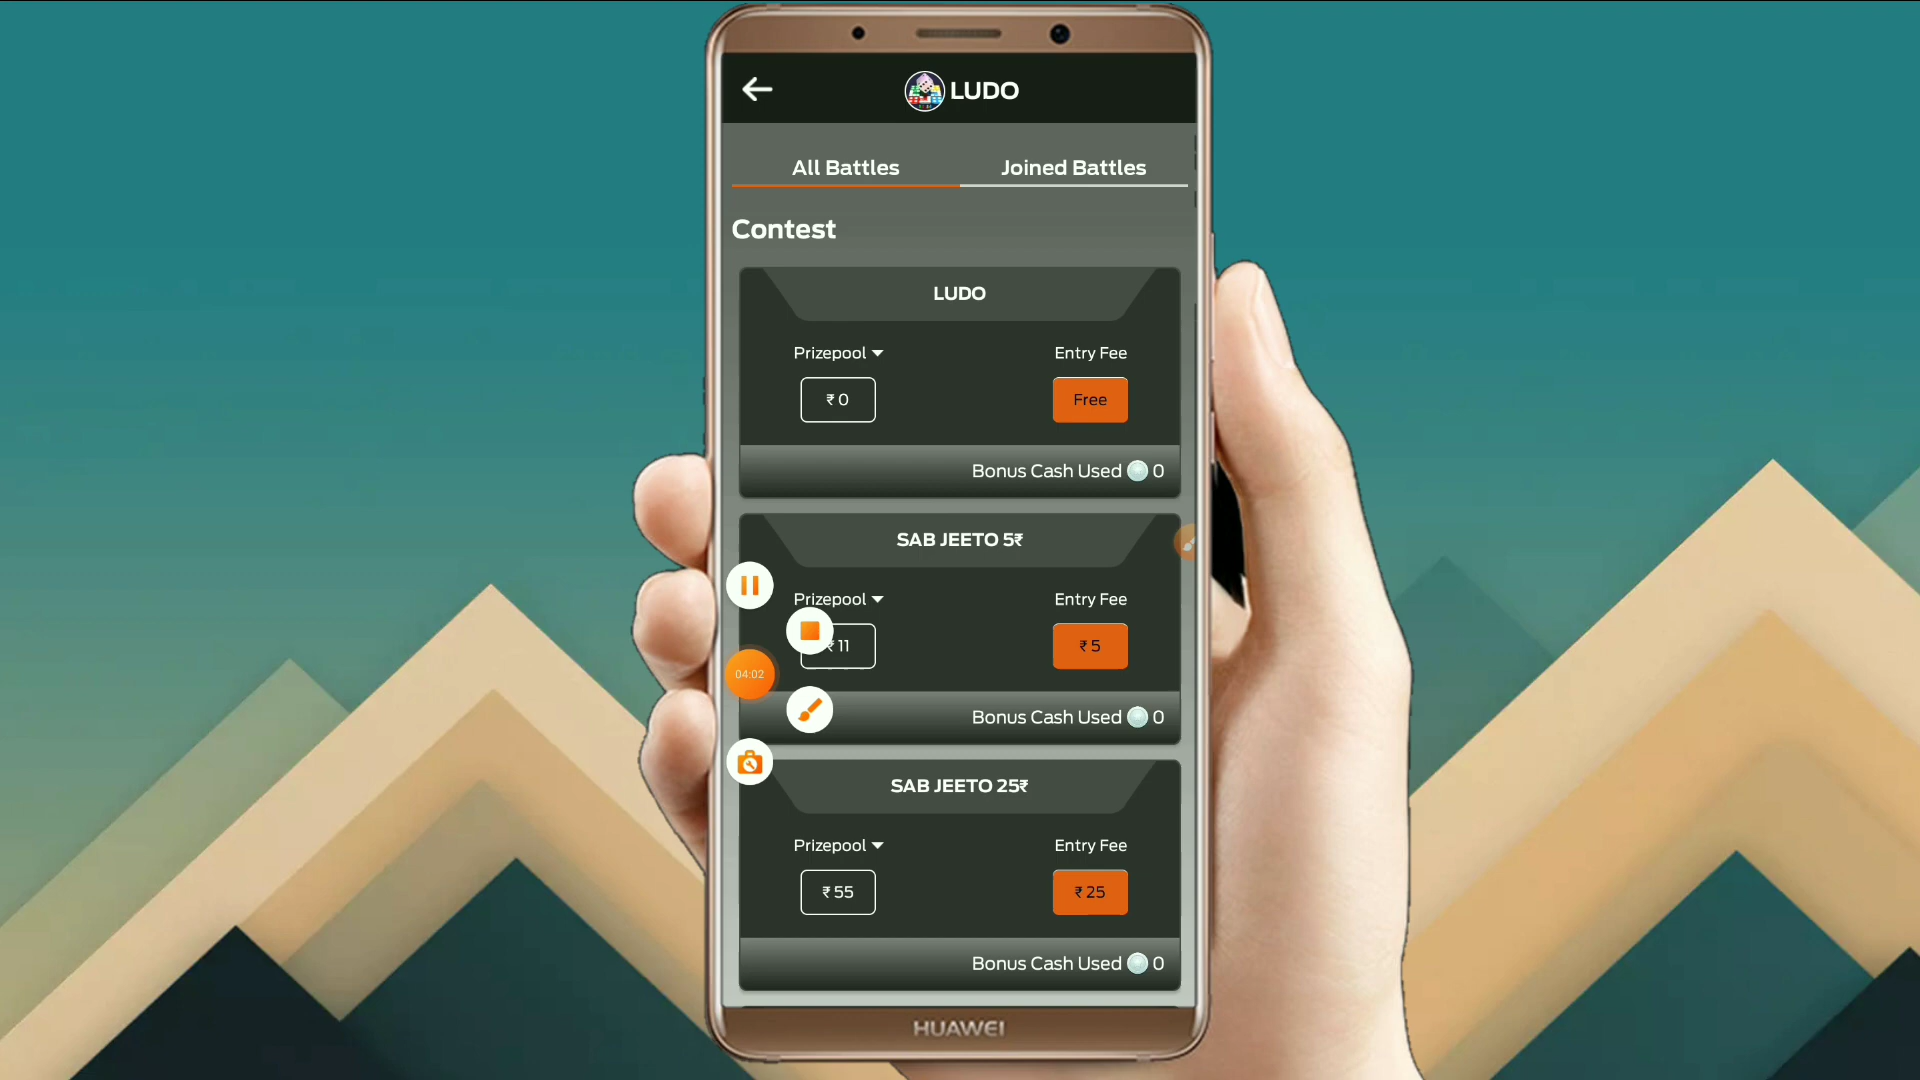 LUDO
All Battles Joined Battles
Contest
LUDO
Prizepool Entry Fee
₹ 0 Free
Bonus Cash Used 0
SAB JEETO 5₹
Prizepool Entry Fee
₹ 11 ₹ 5
04:02
Bonus Cash Used 0
SAB JEETO 25₹
Prizepool Entry Fee
₹ 55 ₹ 25
Bonus Cash Used 0
HUAWEI